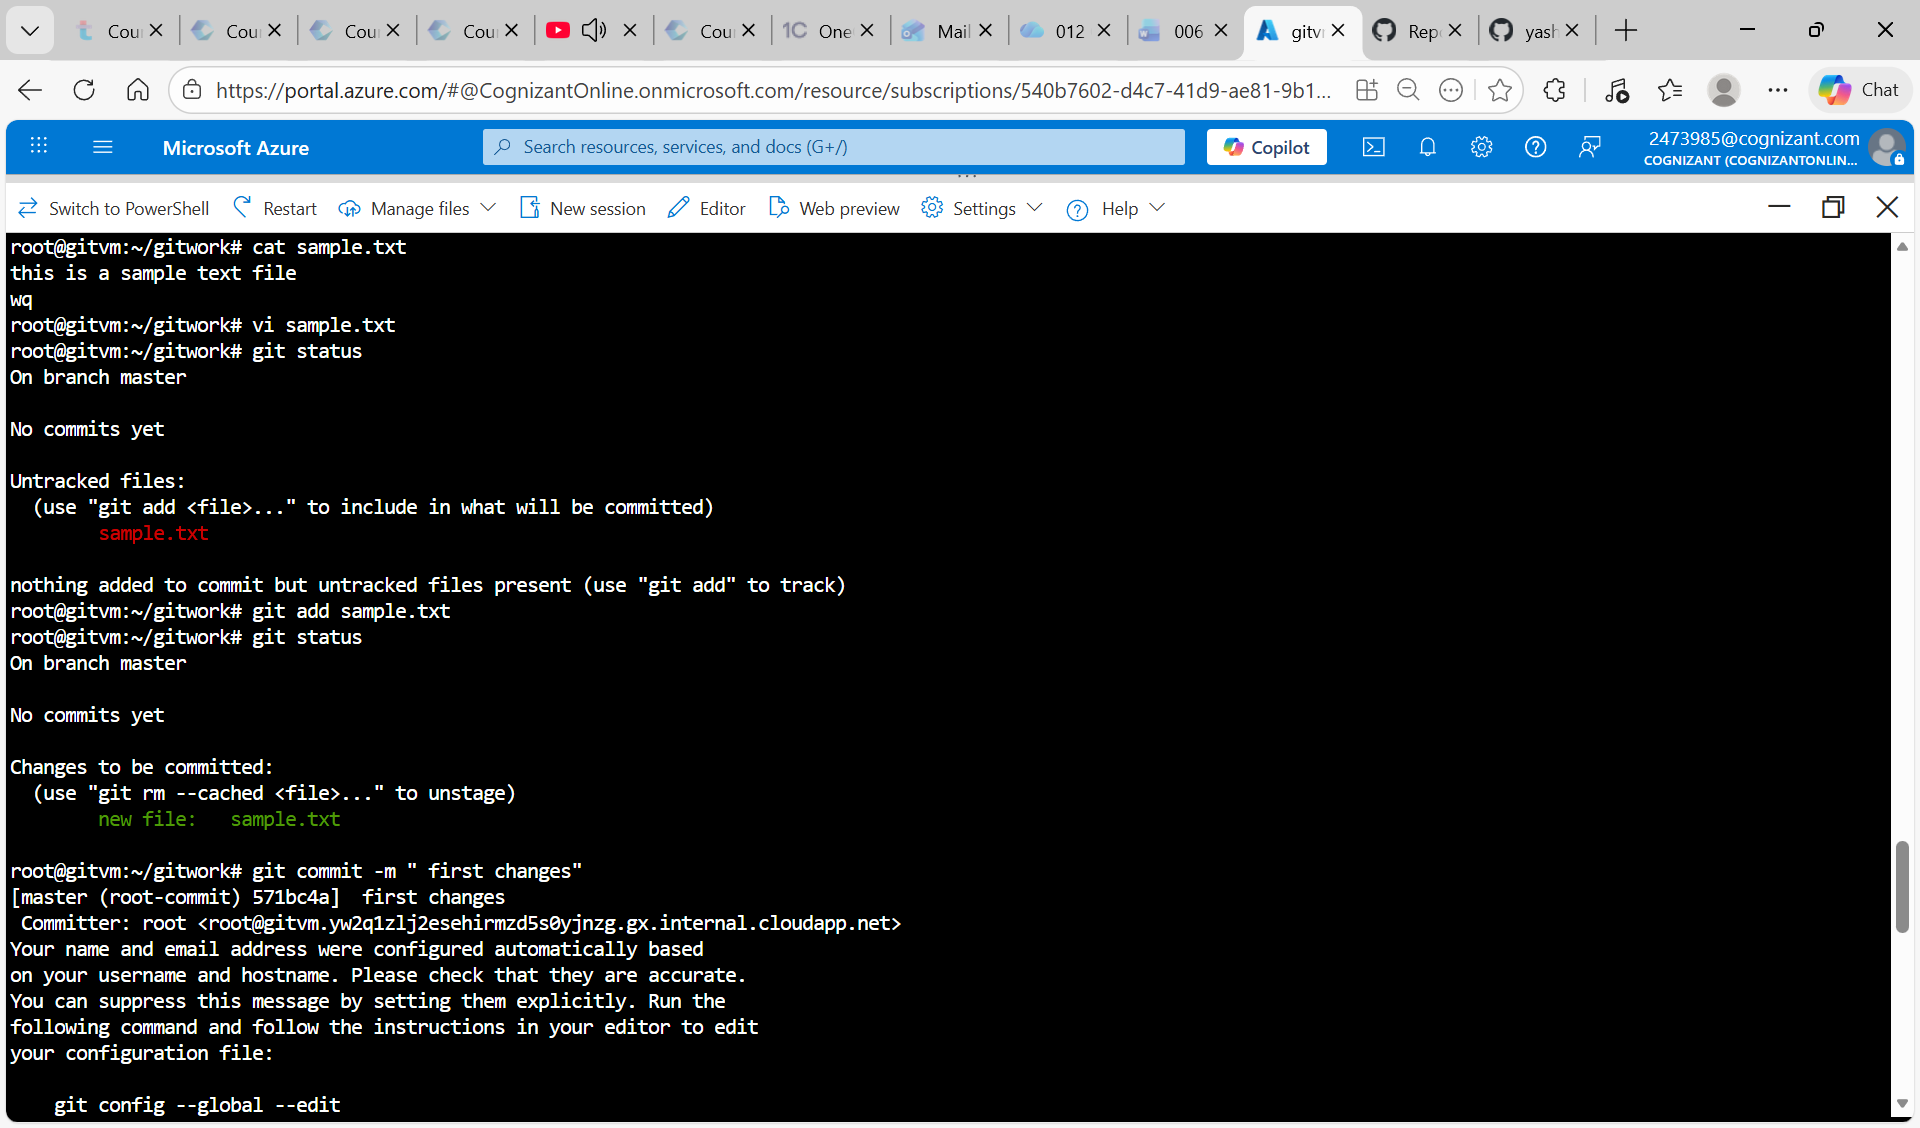 Cou
Cou
Cou
Cou
Cou
1C One
Mail
012
006
gitv
Rep
yash
https://portal.azure.com/#@CognizantOnline.onmicrosoft.com/resource/subscriptions/540b7602-d4c7-41d9-ae81-9b1...
Chat
Microsoft Azure
Search resources, services, and docs (G+/)
Copilot
2473985@cognizant.com
COGNIZANT (COGNIZANTONLIN...
Switch to PowerShell Restart Manage files New session Editor Web preview Settings Help
root@gitvm:~/gitwork# cat sample.txt
this is a sample text file
wq
root@gitvm:~/gitwork# vi sample.txt
root@gitvm:~/gitwork# git status
On branch master
No commits yet
Untracked files:
(use "git add <file>..." to include in what will be committed)
sample.txt
nothing added to commit but untracked files present (use "git add" to track)
root@gitvm:~/gitwork# git add sample.txt
root@gitvm:~/gitwork# git status
On branch master
No commits yet
Changes to be committed:
(use "git rm --cached <file>..." to unstage)
new file:   sample.txt
root@gitvm:~/gitwork# git commit -m " first changes"
[master (root-commit) 571bc4a]  first changes
Committer: root <root@gitvm.yw2q1zlj2esehirmzd5s0yjnzg.gx.internal.cloudapp.net>
Your name and email address were configured automatically based
on your username and hostname. Please check that they are accurate.
You can suppress this message by setting them explicitly. Run the
following command and follow the instructions in your editor to edit
your configuration file:
git config --global --edit